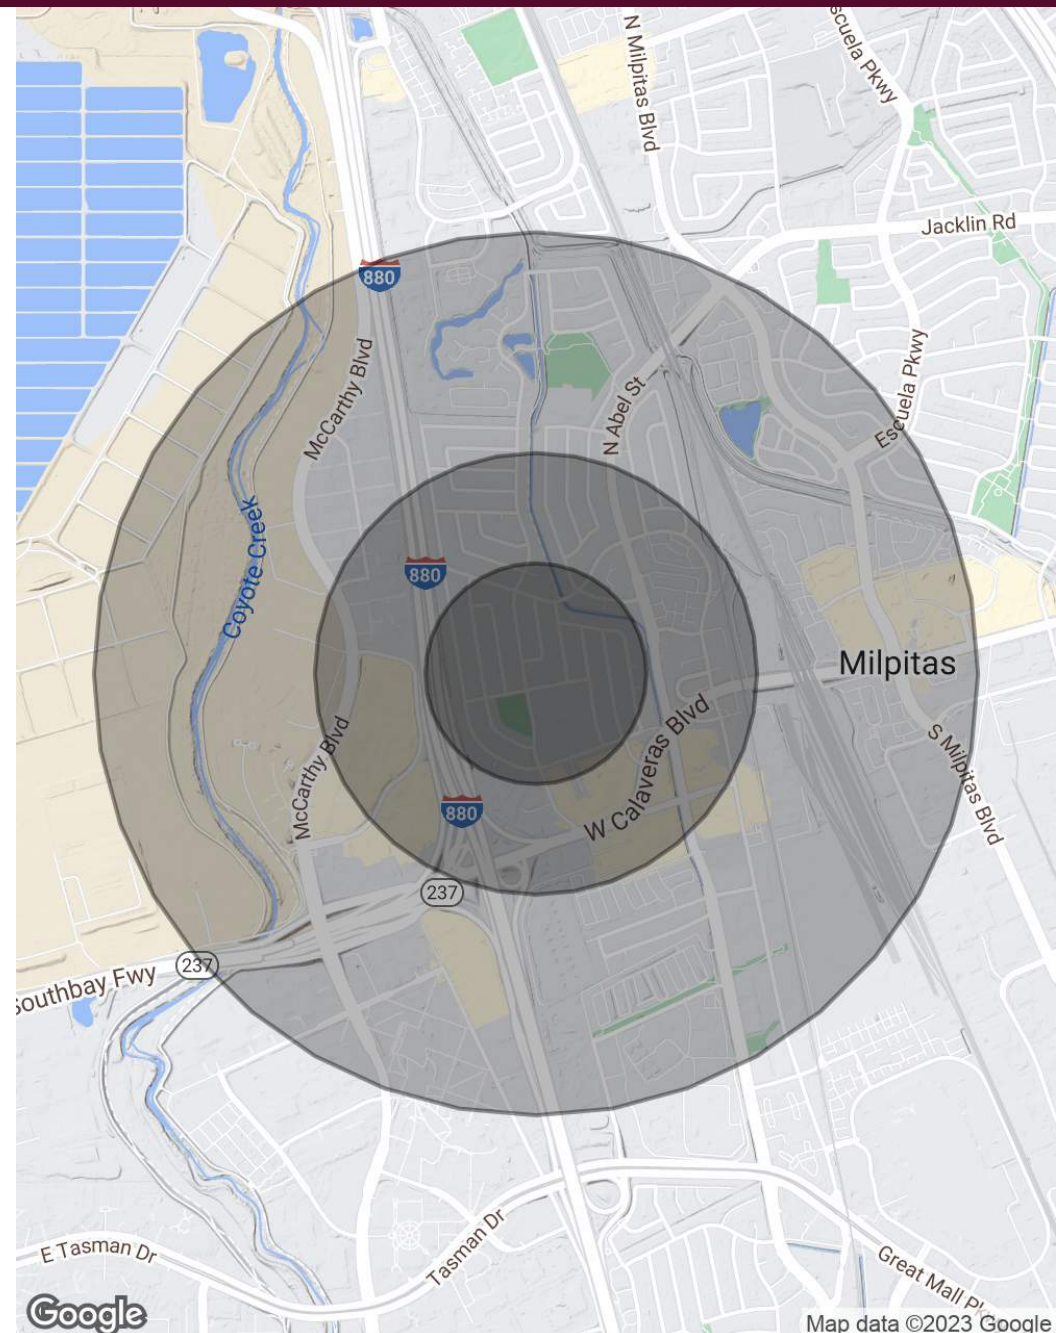 N Milpitas Blvd
scuela Pkwy
Jacklin Rd
880
McCarthy Blvd
Escuela Pkwy
N Abel St
Coyote Creek
880
Milpitas
McCarthy Blvd
W Calaveras Blvd
S Milpitas Blvd
880
237
237
Southbay Fwy
E Tasman Dr
Tasman Dr
Great Mall Pk
Google
Map data ©2023 Google